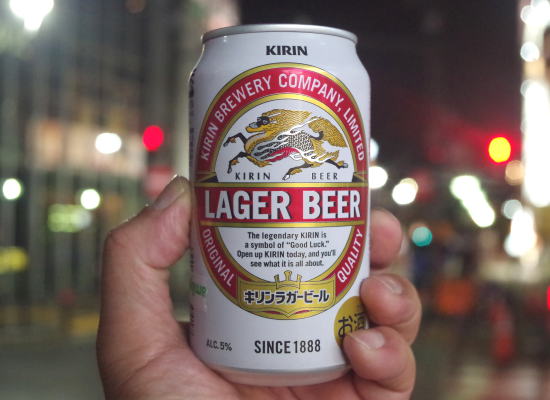 KIRIN
KIRIN BREWERY COMPANY, LIMITED
KIRIN BEER
LAGER BEER
The legendary KIRIN is
a symbol of "Good Luck."
Open up KIRIN today, and you'll
see what it is all about.
ORIGINAL QUALITY
キリンラガービール
お酒
ALC. 5%
SINCE 1888